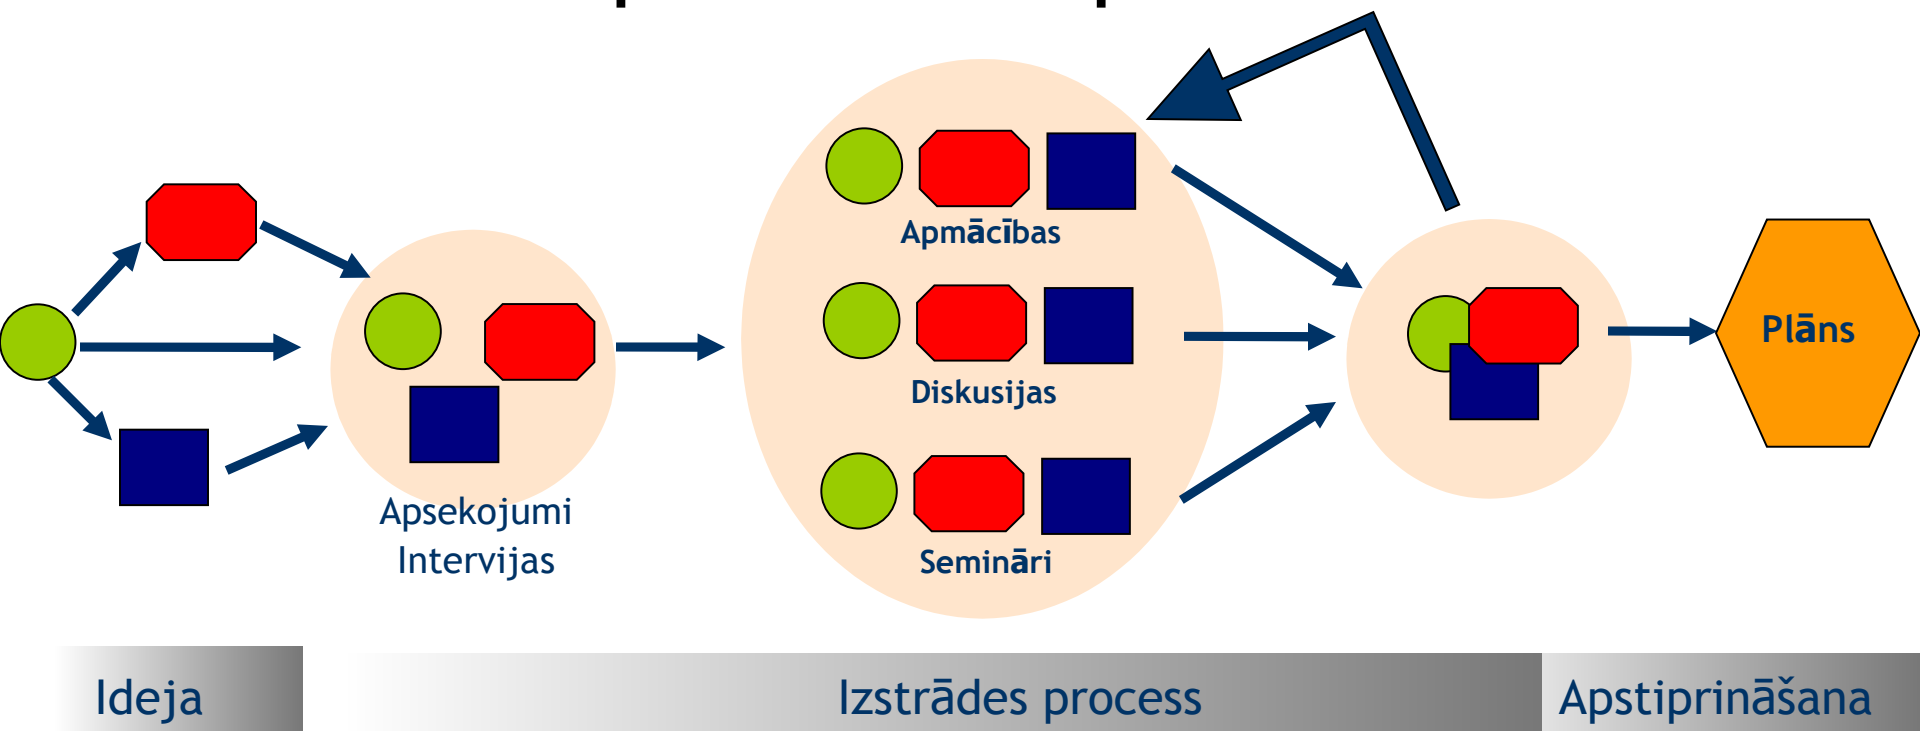 Apmācības
Plāns
Diskusijas
Apsekojumi
Intervijas
Semināri
Ideja
Izstrādes process
Apstiprināšana